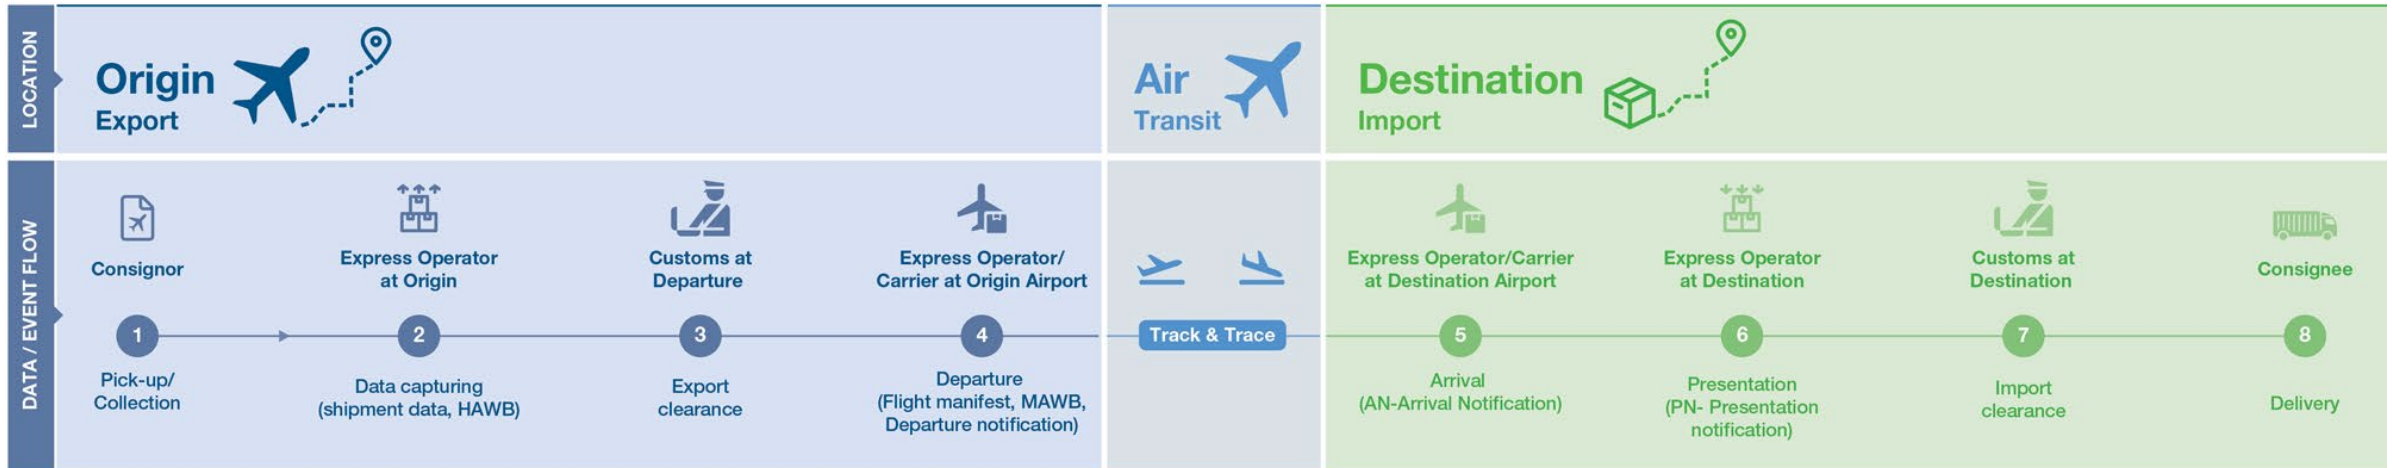 LOCATION
Origin
Export
Air
Transit
Destination
Import
DATA / EVENT FLOW
Consignor
1
Pick-up/
Collection
Express Operator
at Origin
2
Data capturing
(shipment data, HAWB)
Customs at
Departure
3
Export
clearance
Express Operator/
Carrier at Origin Airport
4
Departure
(Flight manifest, MAWB,
Departure notification)
Track & Trace
Express Operator/Carrier
at Destination Airport
5
Arrival
(AN-Arrival Notification)
Express Operator
at Destination
6
Presentation
(PN- Presentation
notification)
Customs at
Destination
7
Import
clearance
Consignee
8
Delivery